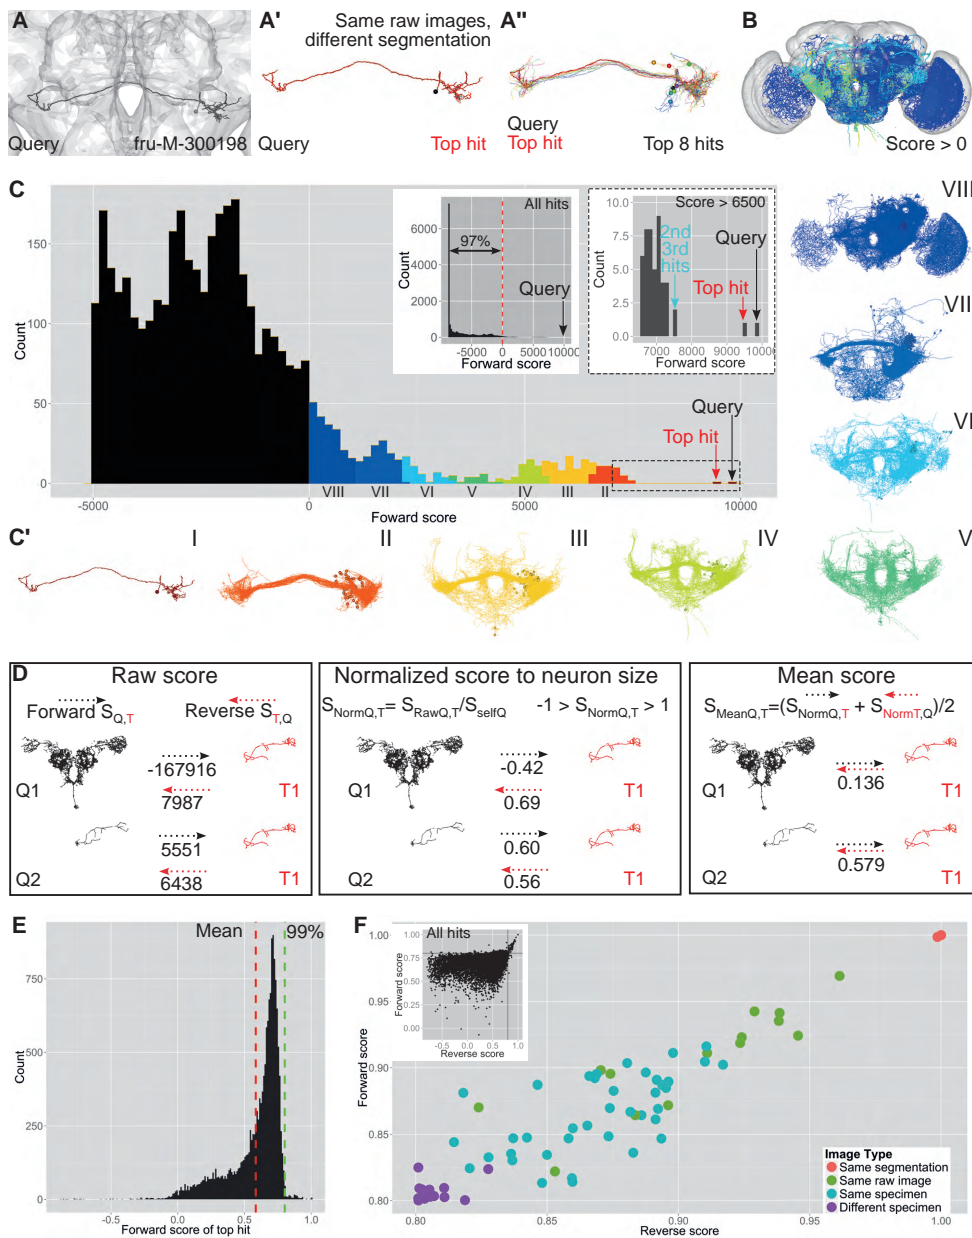 A
Query
fru-M-300198
A'
Same raw images,
different segmentation
Query
Top hit
A"
Query
Top hit
Top 8 hits
B
Score > 0
C
Count
150
100
50
0
-5000
0
5000
10000
Foward score
VIII
VII
VI
V
IV
III
II
Top hit
Query
All hits
97%
Query
Count
6000
4000
2000
0
-5000
0
5000
10000
Forward score
Score > 6500
2nd
3rd
hits
Query
Top hit
Count
10.0
7.5
5.0
2.5
0.0
7000
8000
9000
10000
Forward score
VIII
VII
VI
C'
I
II
III
IV
V
D
Raw score
Forward S Q,T
Reverse S T,Q
Q1
-167916
7987
T1
Q2
5551
6438
T1
Normalized score to neuron size
S NormQ,T = S RawQ,T/S selfQ
-1 > S NormQ,T > 1
Q1
-0.42
0.69
T1
Q2
0.60
0.56
T1
Mean score
S MeanQ,T=(S NormQ,T + S NormT,Q)/2
Q1
0.136
T1
Q2
0.579
T1
E
Mean
99%
Count
750
500
250
0
-0.5
0.0
0.5
1.0
Forward score of top hit
F
All hits
Forward score
1.00
0.75
0.50
0.25
0.00
-0.5
0.0
0.5
1.0
Reverse score
Forward score
1.00
0.95
0.90
0.85
0.80
0.80
0.85
0.90
0.95
1.00
Reverse score
Image Type
Same segmentation
Same raw image
Same specimen
Different specimen